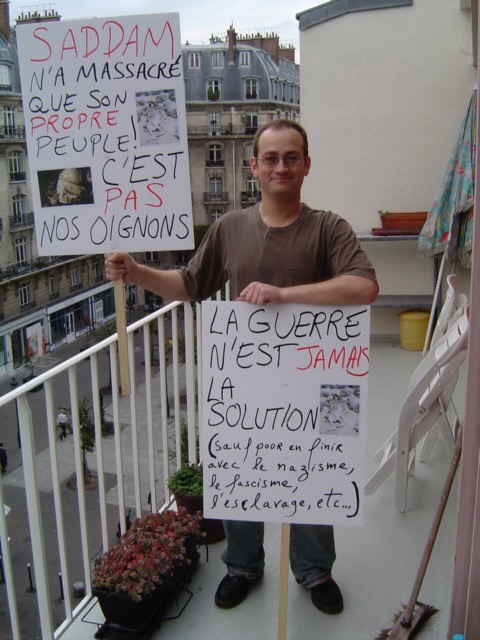 SADDAM
N'A MASSACRÉ
QUE SON
PROPRE
PEUPLE!
C'EST
PAS
NOS OIGNONS
LA GUERRE
N'EST JAMAIS
LA
SOLUTION
(sauf pour en finir
avec le nazisme,
le fascisme,
l'esclavage, etc...)